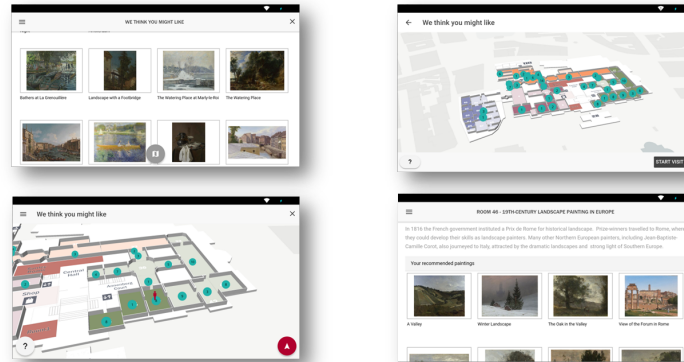 WE THINK YOU MIGHT LIKE
Bathers at La Grenouillère
Landscape with a Footbridge
The Watering Place at Marly-le-Roi
The Watering Place
We think you might like
?
START VISIT
We think you might like
Central
Hall
Shop
?
ROOM 40 - 19TH-CENTURY LANDSCAPE PAINTING IN EUROPE
In 1816 the French government instituted a Prix de Rome for historical landscape. Prize-winners travelled to Rome, where
they could develop their skills as landscape painters. Many other Northern European painters, including Jean-Baptiste-
Camille Corot, also journeyed to Italy, attracted by the dramatic landscapes and strong light of Southern Europe.
Your recommended paintings
A Valley
Winter Landscape
The Oak in the Valley
View of the Forum in Rome